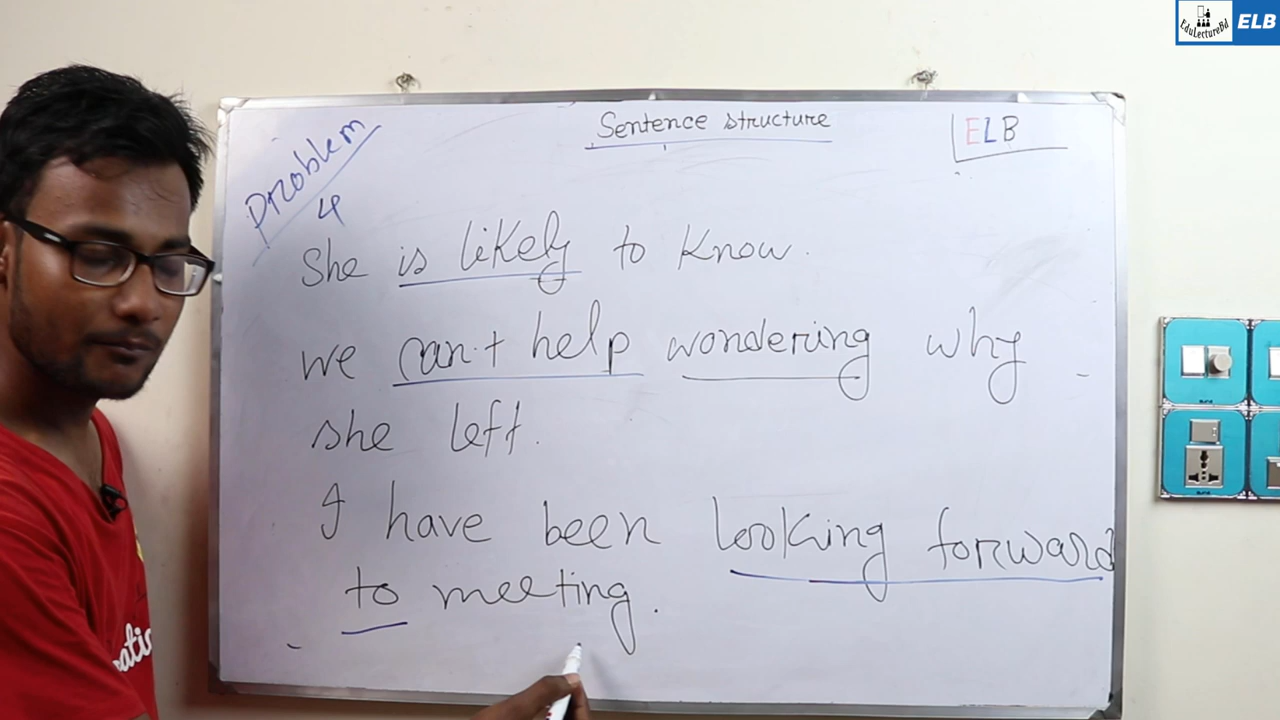 EduLectureBd ELB
Sentence structure
ELB
Problem
4
She is likely to know.
we can't help wondering why
she left.
I have been looking forward
to meeting.